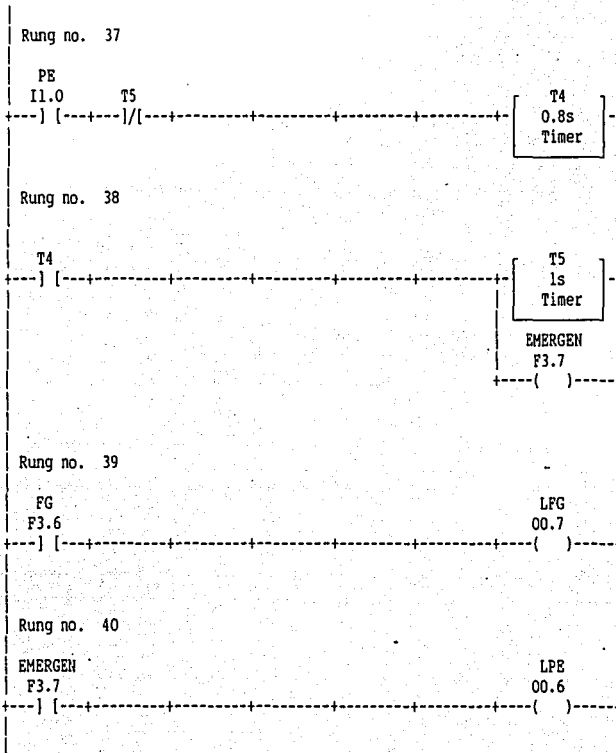 Rung no. 37
PE
I1.0 T5 T4
+---] [---+---]/[---+----------+---------+---------+---------+ 0.8s
Timer
Rung no. 38
T4 T5
+---] [---+---------+----------+---------+---------+---------+ 1s
Timer
EMERGEN
F3.7
+----( )-----
Rung no. 39
FG LFG
F3.6 O0.7
+---] [---+---------+----------+---------+---------+---------+----( )-----
Rung no. 40
EMERGEN LPE
F3.7 O0.6
+---] [---+---------+----------+---------+---------+---------+----( )-----